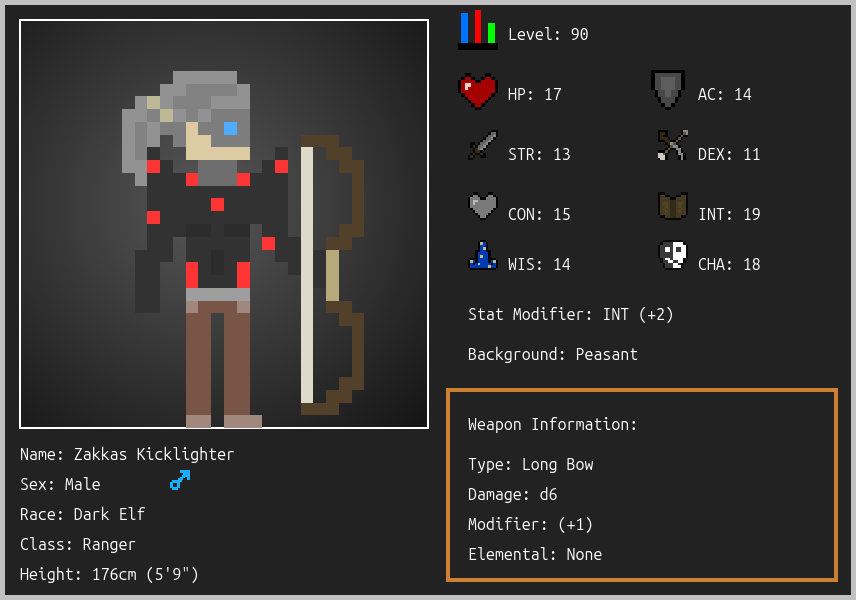 Level: 90
HP: 17
AC: 14
STR: 13
DEX: 11
CON: 15
INT: 19
WIS: 14
CHA: 18
Stat Modifier: INT (+2)
Background: Peasant
Weapon Information:
Type: Long Bow
Damage: d6
Modifier: (+1)
Elemental: None
Name: Zakkas Kicklighter
Sex: Male
Race: Dark Elf
Class: Ranger
Height: 176cm (5'9")